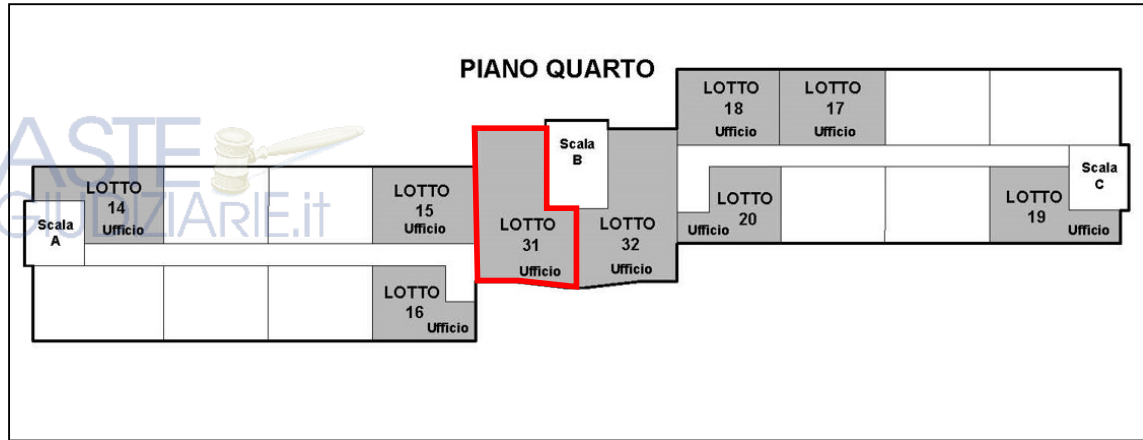 PIANO QUARTO
LOTTO
18
Ufficio
LOTTO
17
Ufficio
Scala
B
ASTE
GIUDIZIARIE.it
LOTTO
14
Ufficio
Scala
A
LOTTO
15
Ufficio
LOTTO
31
Ufficio
LOTTO
32
Ufficio
LOTTO
20
Ufficio
LOTTO
19
Ufficio
Scala
C
LOTTO
16
Ufficio